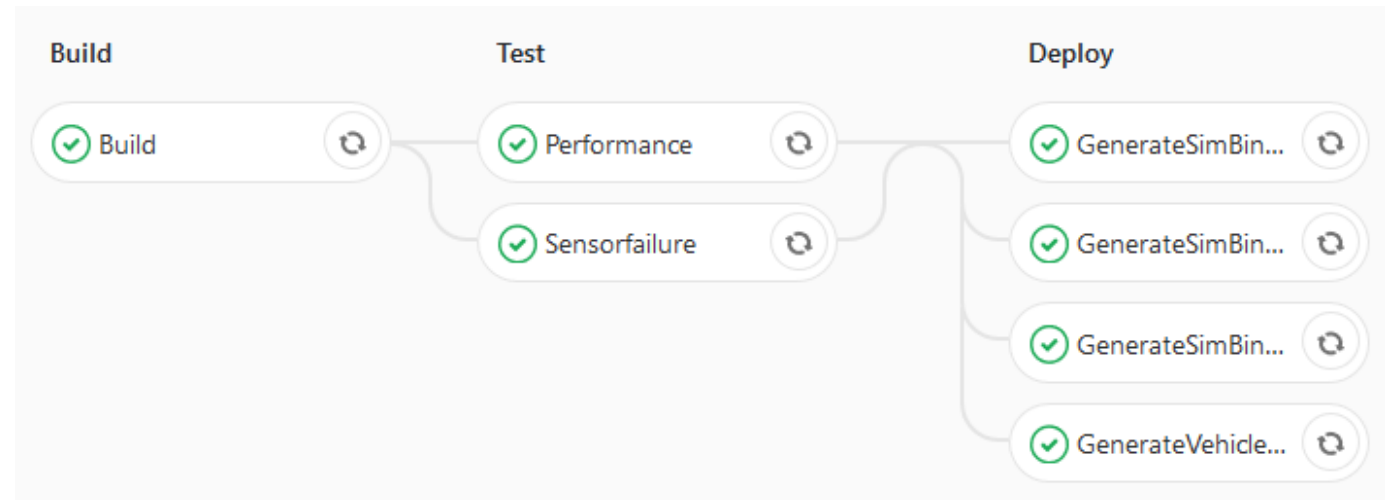 Build
Test
Deploy
Build
Performance
GenerateSimBin...
Sensorfailure
GenerateSimBin...
GenerateSimBin...
GenerateVehicle...